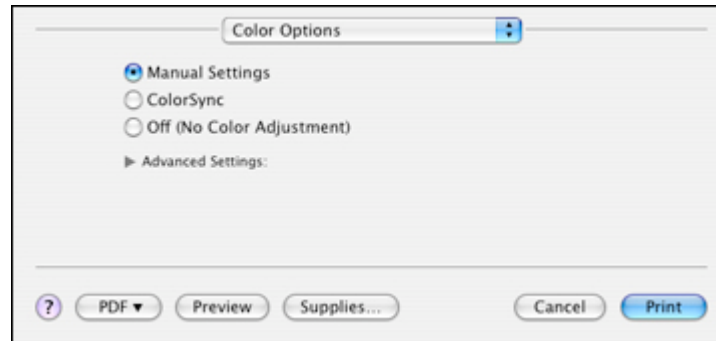 Color Options
Manual Settings
ColorSync
Off (No Color Adjustment)
Advanced Settings:
? PDF ▼ Preview Supplies... Cancel Print